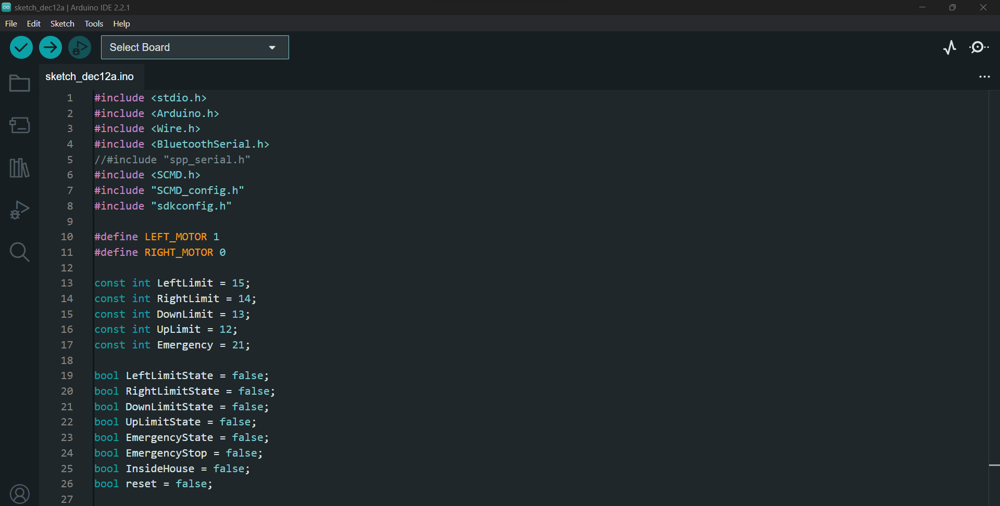 sketch_dec12a | Arduino IDE 2.2.1
File Edit Sketch Tools Help
Select Board
sketch_dec12a.ino
1 #include <stdio.h>
2 #include <Arduino.h>
3 #include <Wire.h>
4 #include <BluetoothSerial.h>
5 //#include "spp_serial.h"
6 #include <SCMD.h>
7 #include "SCMD_config.h"
8 #include "sdkconfig.h"
9
10 #define LEFT_MOTOR 1
11 #define RIGHT_MOTOR 0
12
13 const int LeftLimit = 15;
14 const int RightLimit = 14;
15 const int DownLimit = 13;
16 const int UpLimit = 12;
17 const int Emergency = 21;
18
19 bool LeftLimitState = false;
20 bool RightLimitState = false;
21 bool DownLimitState = false;
22 bool UpLimitState = false;
23 bool EmergencyState = false;
24 bool EmergencyStop = false;
25 bool InsideHouse = false;
26 bool reset = false;
27